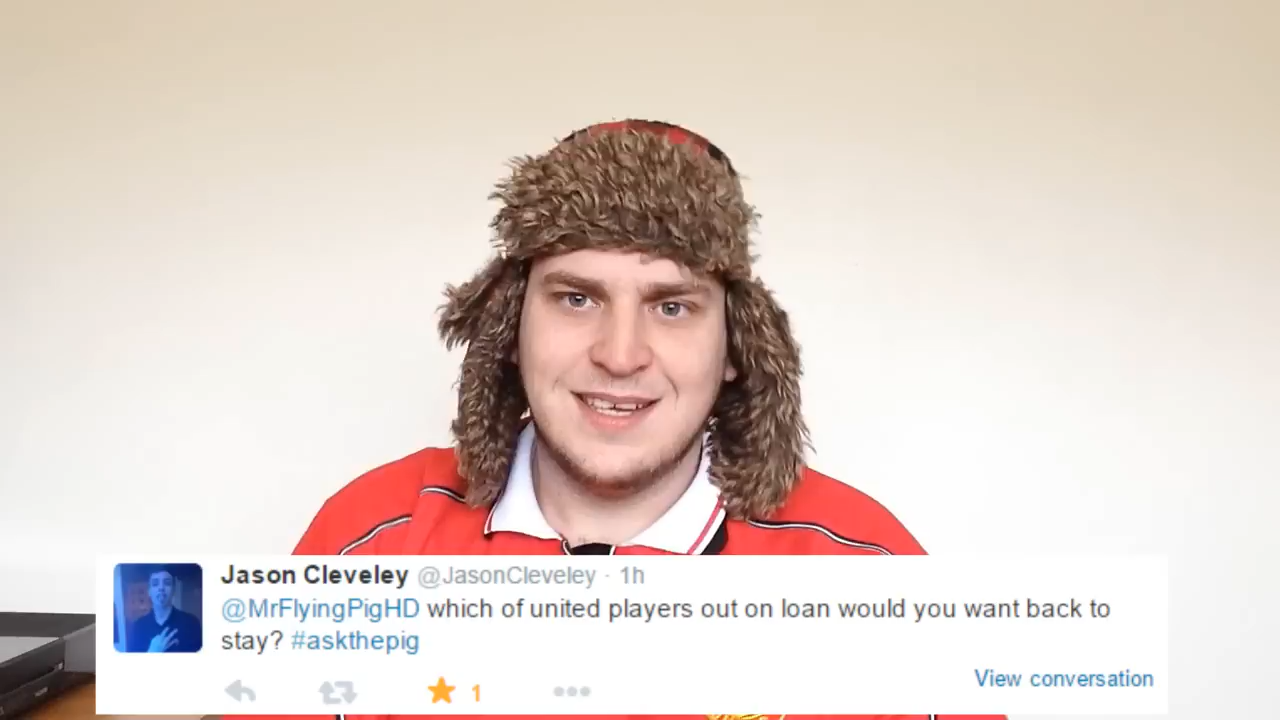 Jason Cleveley @JasonCleveley · 1h
@MrFlyingPigHD which of united players out on loan would you want back to
stay? #askthepig
1
View conversation